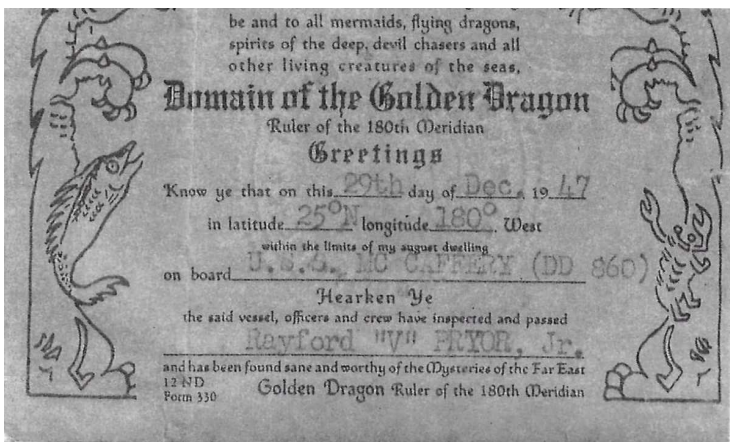 be and to all mermaids, flying dragons,
spirits of the deep, devil chasers and all
other living creatures of the seas,
Domain of the Golden Dragon
Ruler of the 180th Meridian
Greetings
Know ye that on this 29th day of Dec. 1947
in latitude 25°N longitude 180°. West
within the limits of my august dwelling
on board U.S.S. MC CAFFERY (DD 860)
Hearken Ye
the said vessel, officers and crew have inspected and passed
Rayford "V" PRYOR, Jr.
and has been found sane and worthy of the Mysteries of the Far East
12 ND
Form 330
Golden Dragon Ruler of the 180th Meridian